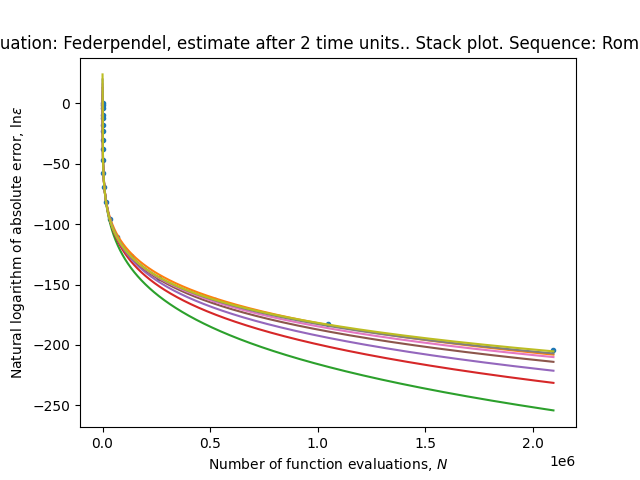 uation: Federpendel, estimate after 2 time units.. Stack plot. Sequence: Rom
Natural logarithm of absolute error, lnε
0
−50
−100
−150
−200
−250
0.0 0.5 1.0 1.5 2.0
1e6
Number of function evaluations, N